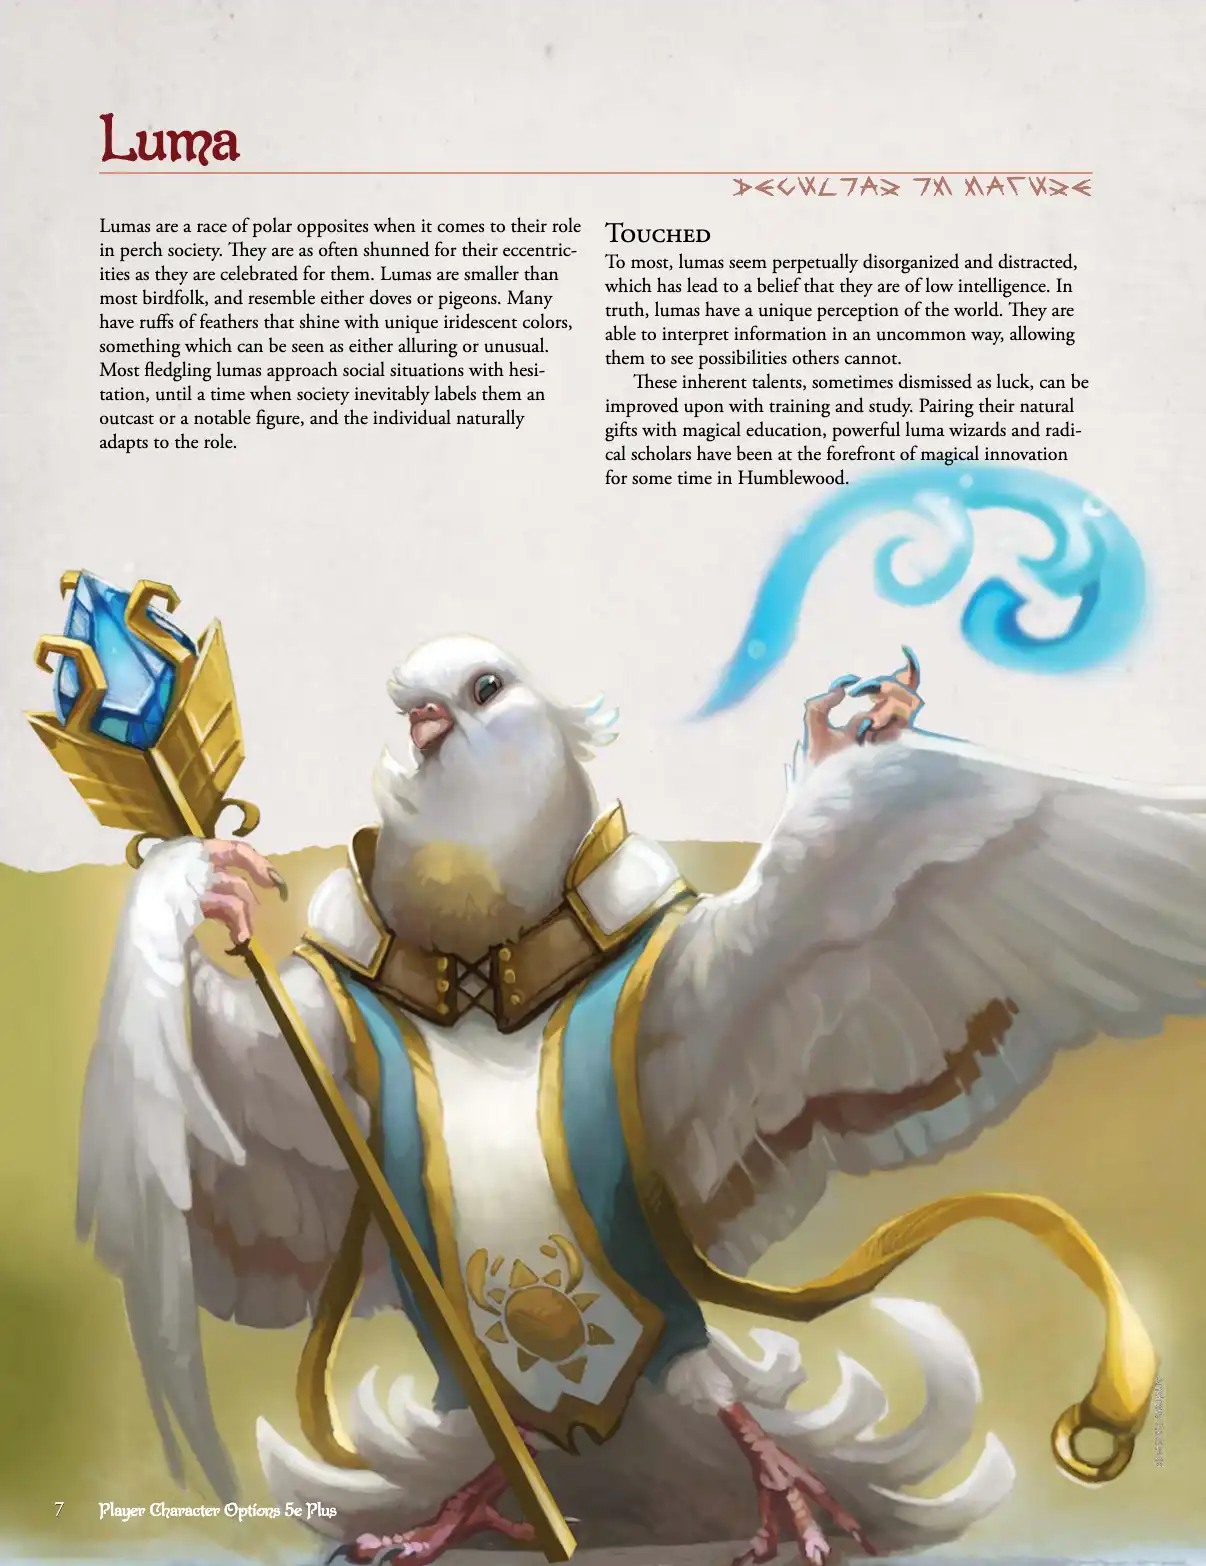 Luma
Lumas are a race of polar opposites when it comes to their role
in perch society. They are as often shunned for their eccentric-
ities as they are celebrated for them. Lumas are smaller than
most birdfolk, and resemble either doves or pigeons. Many
have ruffs of feathers that shine with unique iridescent colors,
something which can be seen as either alluring or unusual.
Most fledgling lumas approach social situations with hesi-
tation, until a time when society inevitably labels them an
outcast or a notable figure, and the individual naturally
adapts to the role.
Touched
To most, lumas seem perpetually disorganized and distracted,
which has lead to a belief that they are of low intelligence. In
truth, lumas have a unique perception of the world. They are
able to interpret information in an uncommon way, allowing
them to see possibilities others cannot.
These inherent talents, sometimes dismissed as luck, can be
improved upon with training and study. Pairing their natural
gifts with magical education, powerful luma wizards and radi-
cal scholars have been at the forefront of magical innovation
for some time in Humblewood.
7 Player Character Options 5e Plus